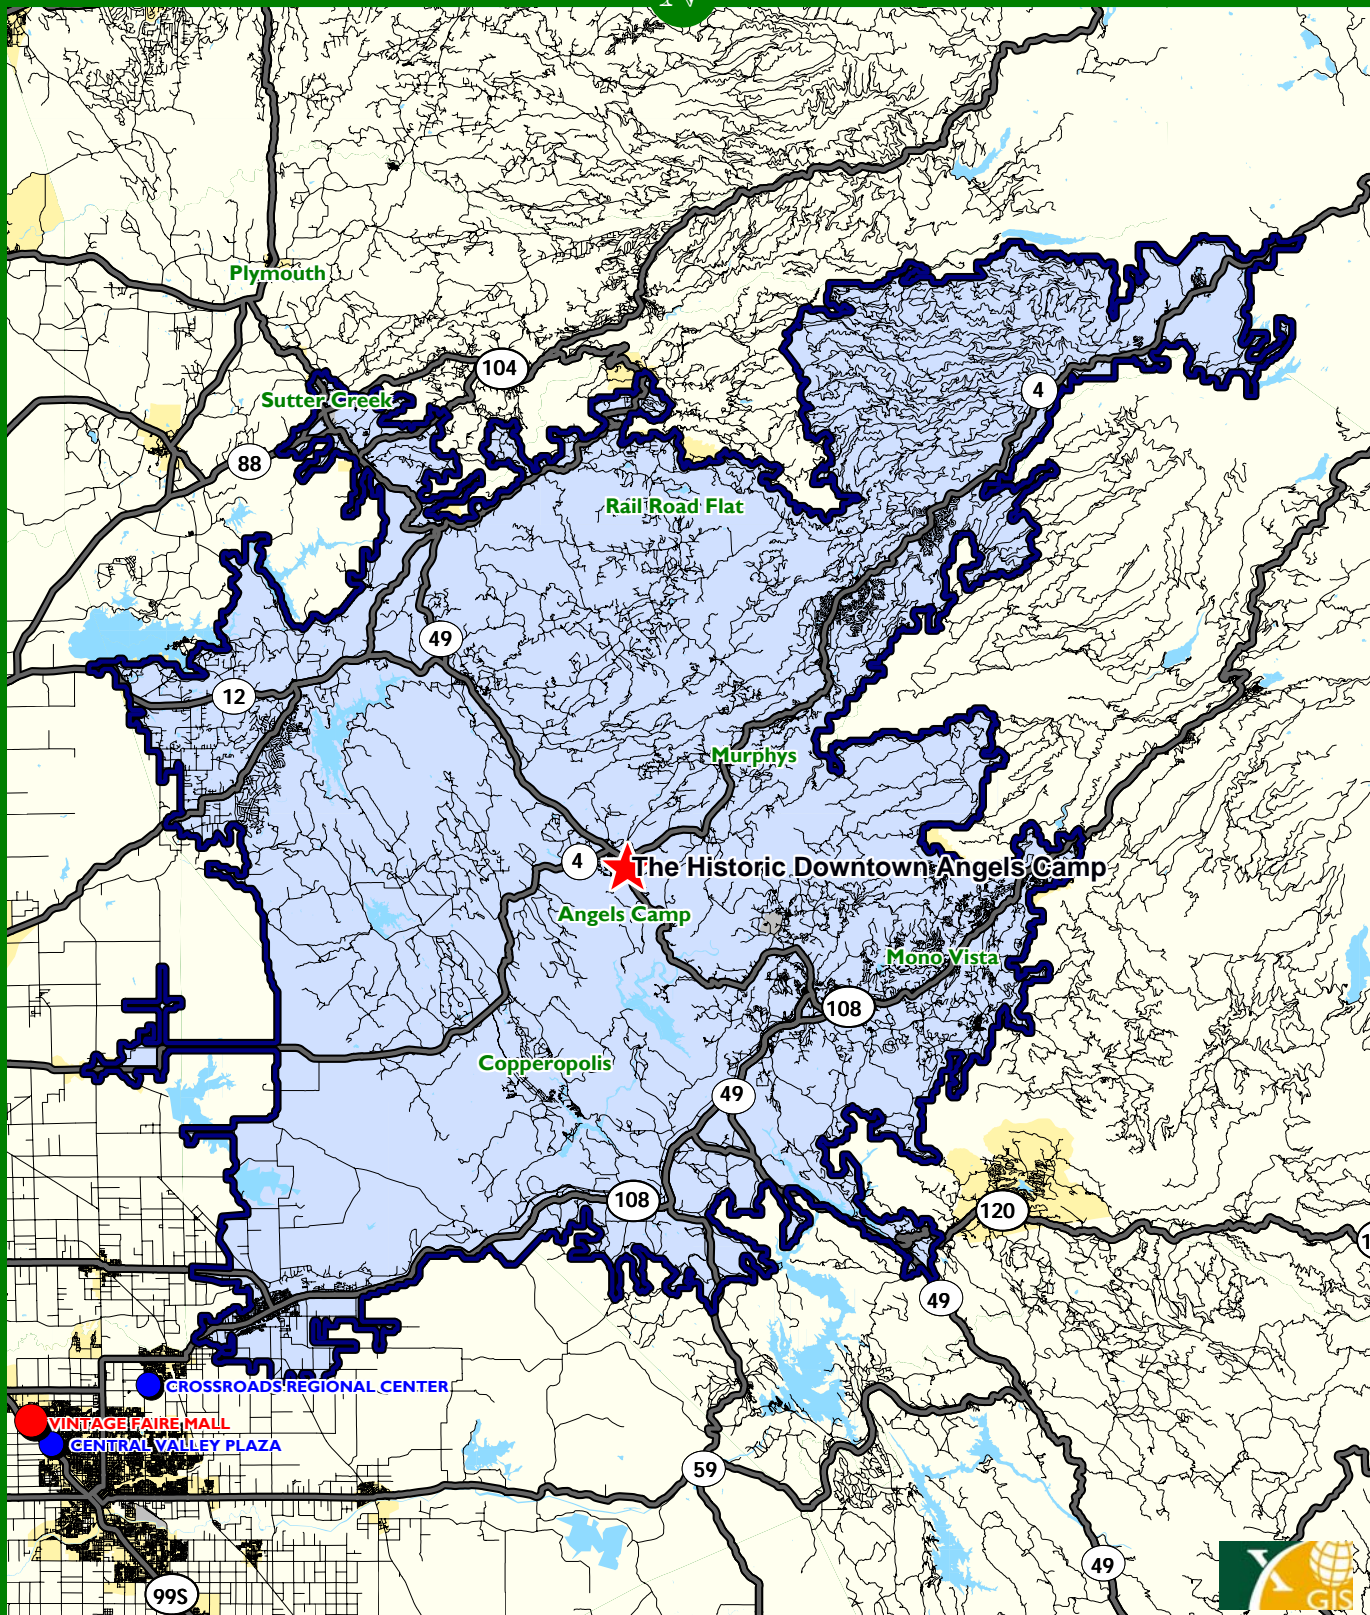 Plymouth
104
Sutter Creek
4
88
Rail Road Flat
49
12
Murphys
4
The Historic Downtown Angels Camp
Angels Camp
Mono Vista
108
Copperopolis
49
108
120
49
CROSSROADS REGIONAL CENTER
VINTAGE FAIRE MALL
CENTRAL VALLEY PLAZA
59
49
99S
GIS